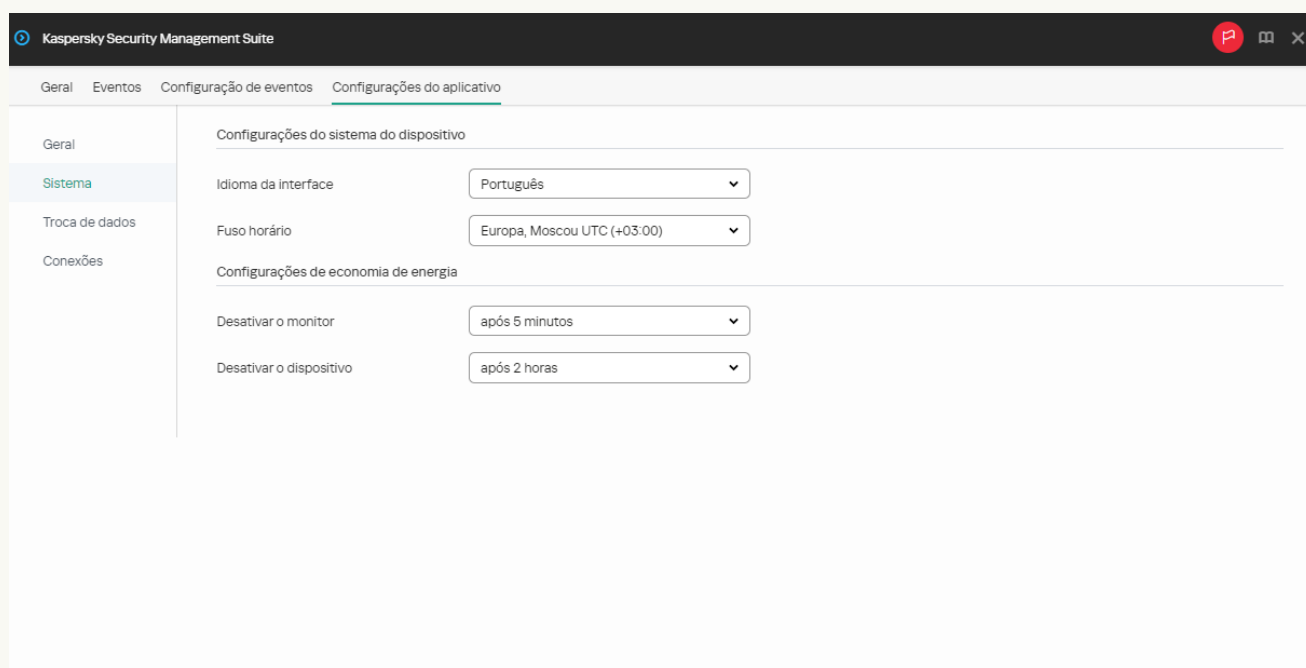 Kaspersky Security Management Suite
Geral Eventos Configuração de eventos Configurações do aplicativo
Geral
Sistema
Troca de dados
Conexões
Configurações do sistema do dispositivo
Idioma da interface Português
Fuso horário Europa, Moscou UTC (+03:00)
Configurações de economia de energia
Desativar o monitor após 5 minutos
Desativar o dispositivo após 2 horas